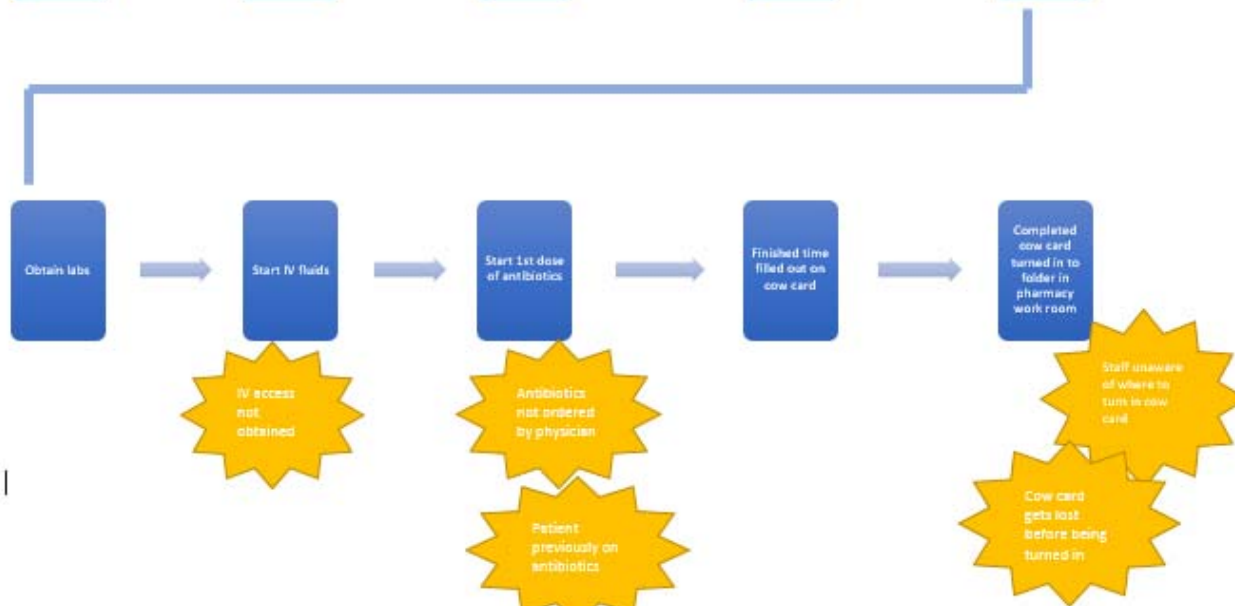 Obtain labs
Start IV fluids
Start 1st dose
of antibiotics
Finished time
filled out on
cow card
Completed
cow card
turned in to
folder in
pharmacy
work room
IV access
not
obtained
Antibiotics
not ordered
by physician
Patient
previously on
antibiotics
Staff unaware
of where to
turn in cow
card
Cow card
gets lost
before being
turned in